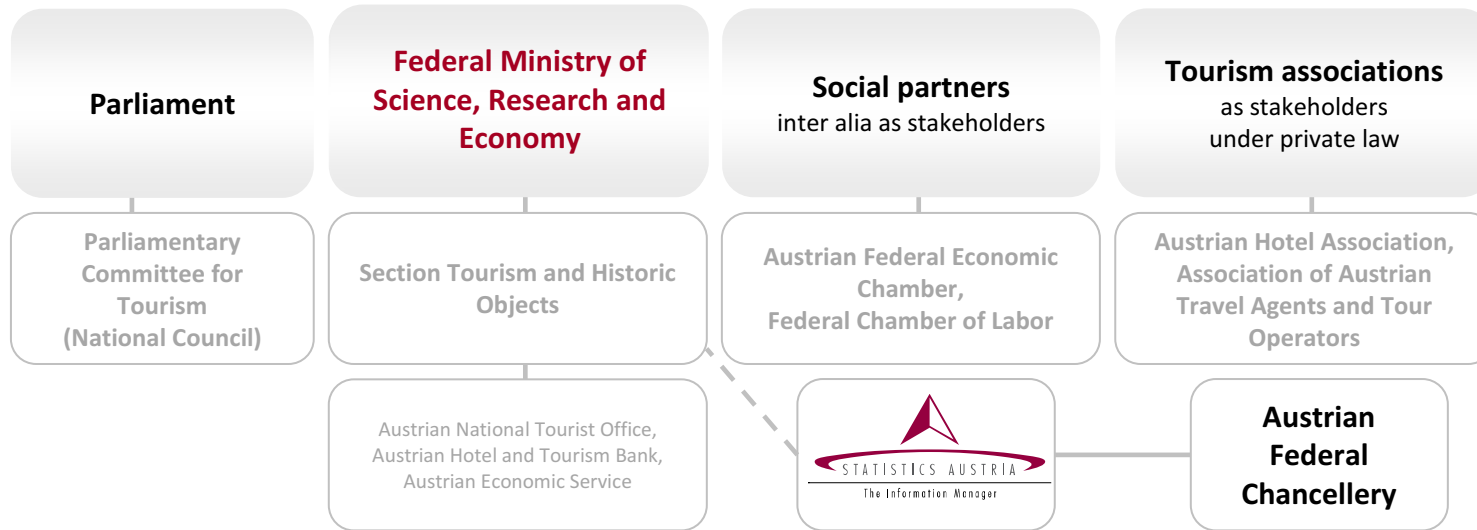 Parliament
Federal Ministry of
Science, Research and
Economy
Social partners
inter alia as stakeholders
Tourism associations
as stakeholders
under private law
Parliamentary
Committee for
Tourism
(National Council)
Section Tourism and Historic
Objects
Austrian Federal Economic
Chamber,
Federal Chamber of Labor
Austrian Hotel Association,
Association of Austrian
Travel Agents and Tour
Operators
Austrian National Tourist Office,
Austrian Hotel and Tourism Bank,
Austrian Economic Service
STATISTICS AUSTRIA
The Information Manager
Austrian
Federal
Chancellery